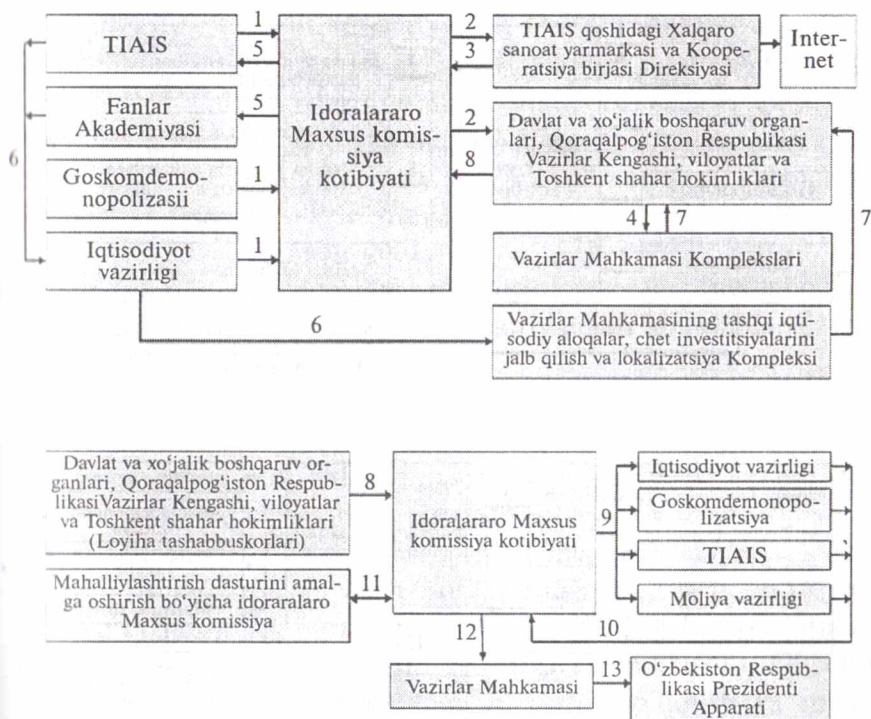 TIAIS
1
5
Fanlar
Akademiyasi
5
Goskomdemo-
nopolizasii
1
Iqtisodiyot
vazirligi
1
6
Idoralararo
Maxsus komis-
siya
kotibiyati
2
3
TIAIS qoshidagi Xalqaro
sanoat yarmarkasi va Koope-
ratsiya birjasi Direksiyasi
Inter-
net
2
8
Davlat va xo‘jalik boshqaruv organ-
lari, Qoraqalpog‘iston Respublikasi
Vazirlar Kengashi, viloyatlar va
Toshkent shahar hokimliklari
4
7
7
Vazirlar Mahkamasi Komplekslari
6
Vazirlar Mahkamasining tashqi iqti-
sodiy aloqalar, chet investitsiyalarini
jalb qilish va lokalizatsiya Kompleksi
Davlat va xo‘jalik boshqaruv or-
ganlari, Qoraqalpog‘iston Respub-
likasiVazirlar Kengashi, viloyatlar
va Toshkent shahar hokimliklari
(Loyiha tashabbuskorlari)
8
Mahalliylashtirish dasturini amal-
ga oshirish bo‘yicha idoraralaro
Maxsus komissiya
11
Idoralararo Maxsus
komissiya kotibiyati
9
Iqtisodiyot vazirligi
Goskomdemonopo-
lizatsiya
TIAIS
Moliya vazirligi
10
12
Vazirlar Mahkamasi
13
O‘zbekiston Respub-
likasi Prezidenti
Apparati